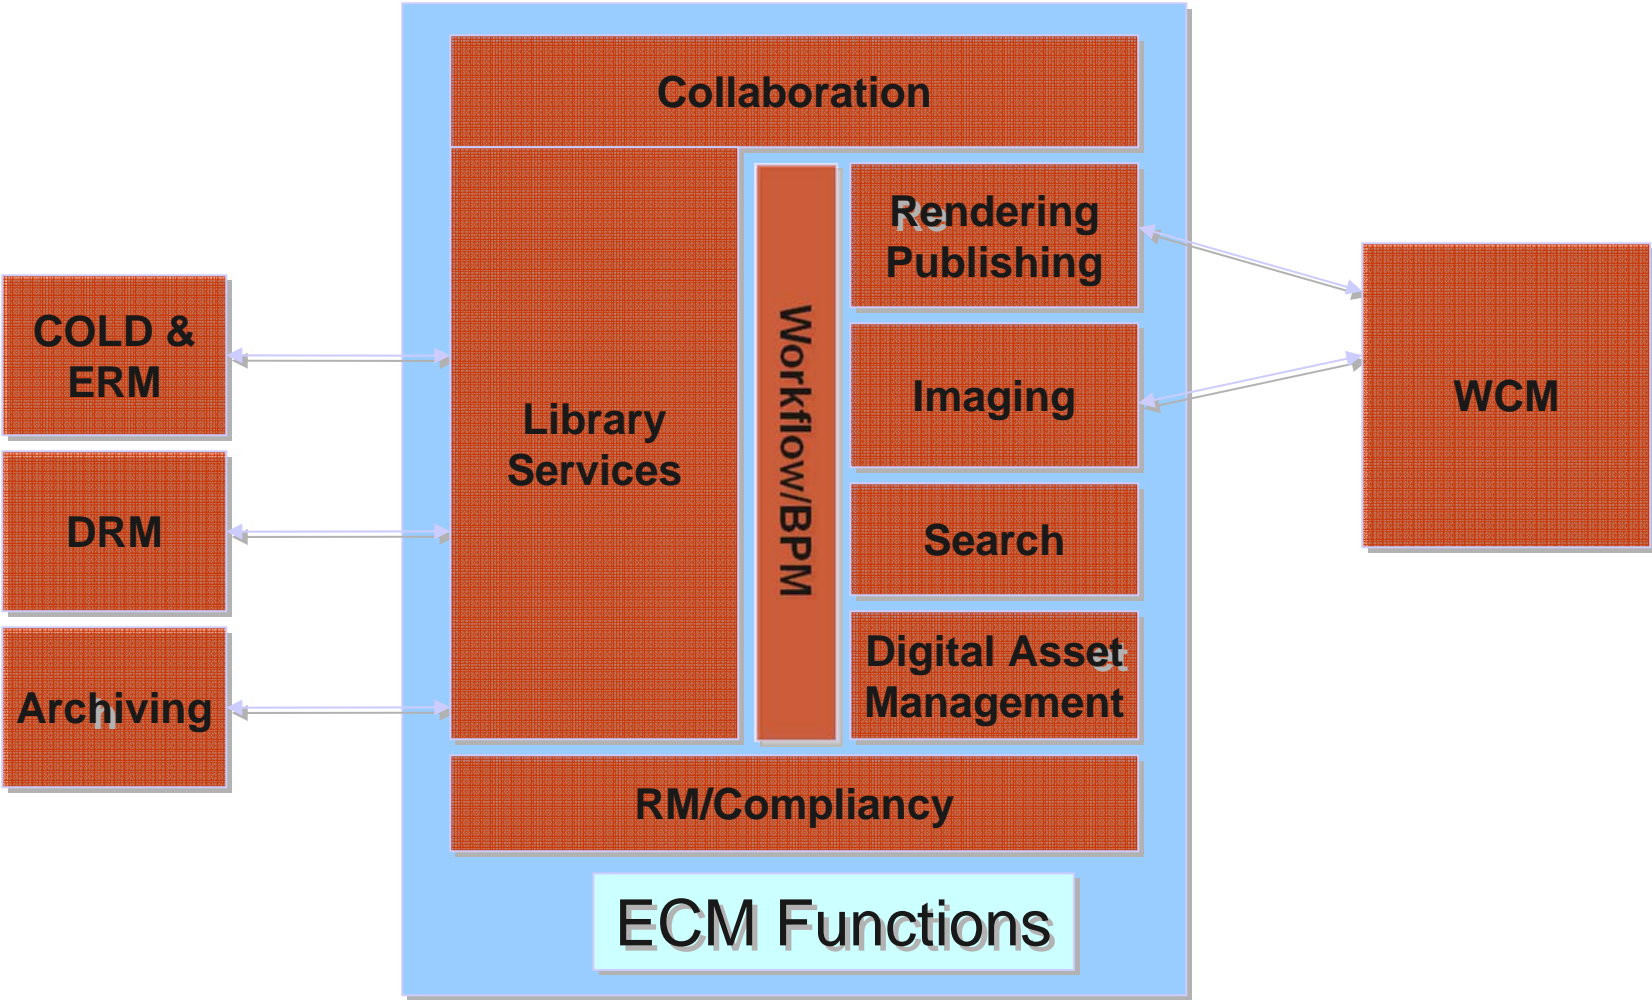 Collaboration
COLD &
ERM
DRM
Archiving
Library
Services
Workflow/BPM
Rendering
Publishing
Imaging
Search
Digital Asset
Management
WCM
RM/Compliancy
ECM Functions